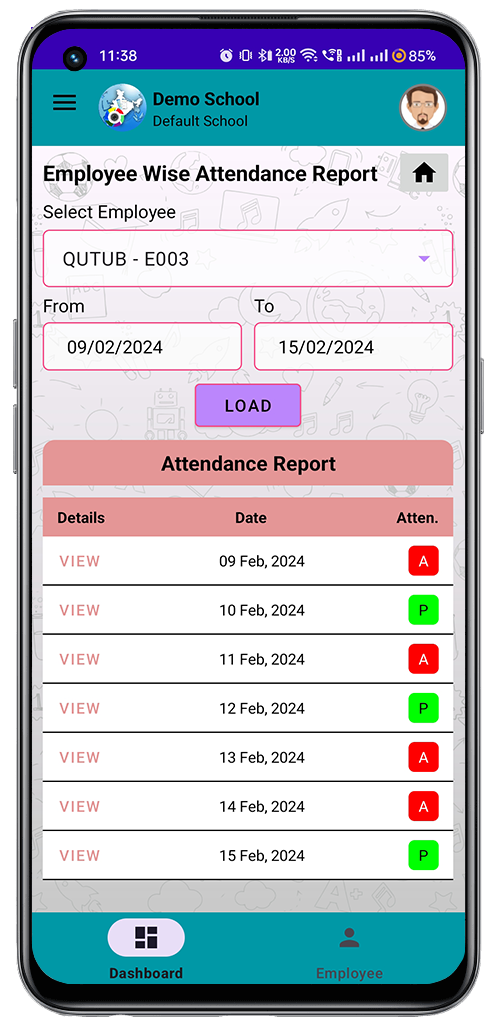 11:38
2.00 KB/S
85%
Demo School
Default School
Employee Wise Attendance Report
Select Employee
QUTUB - E003
From To
09/02/2024 15/02/2024
LOAD
Attendance Report
Details Date Atten.
VIEW 09 Feb, 2024 A
VIEW 10 Feb, 2024 P
VIEW 11 Feb, 2024 A
VIEW 12 Feb, 2024 P
VIEW 13 Feb, 2024 A
VIEW 14 Feb, 2024 A
VIEW 15 Feb, 2024 P
Dashboard Employee